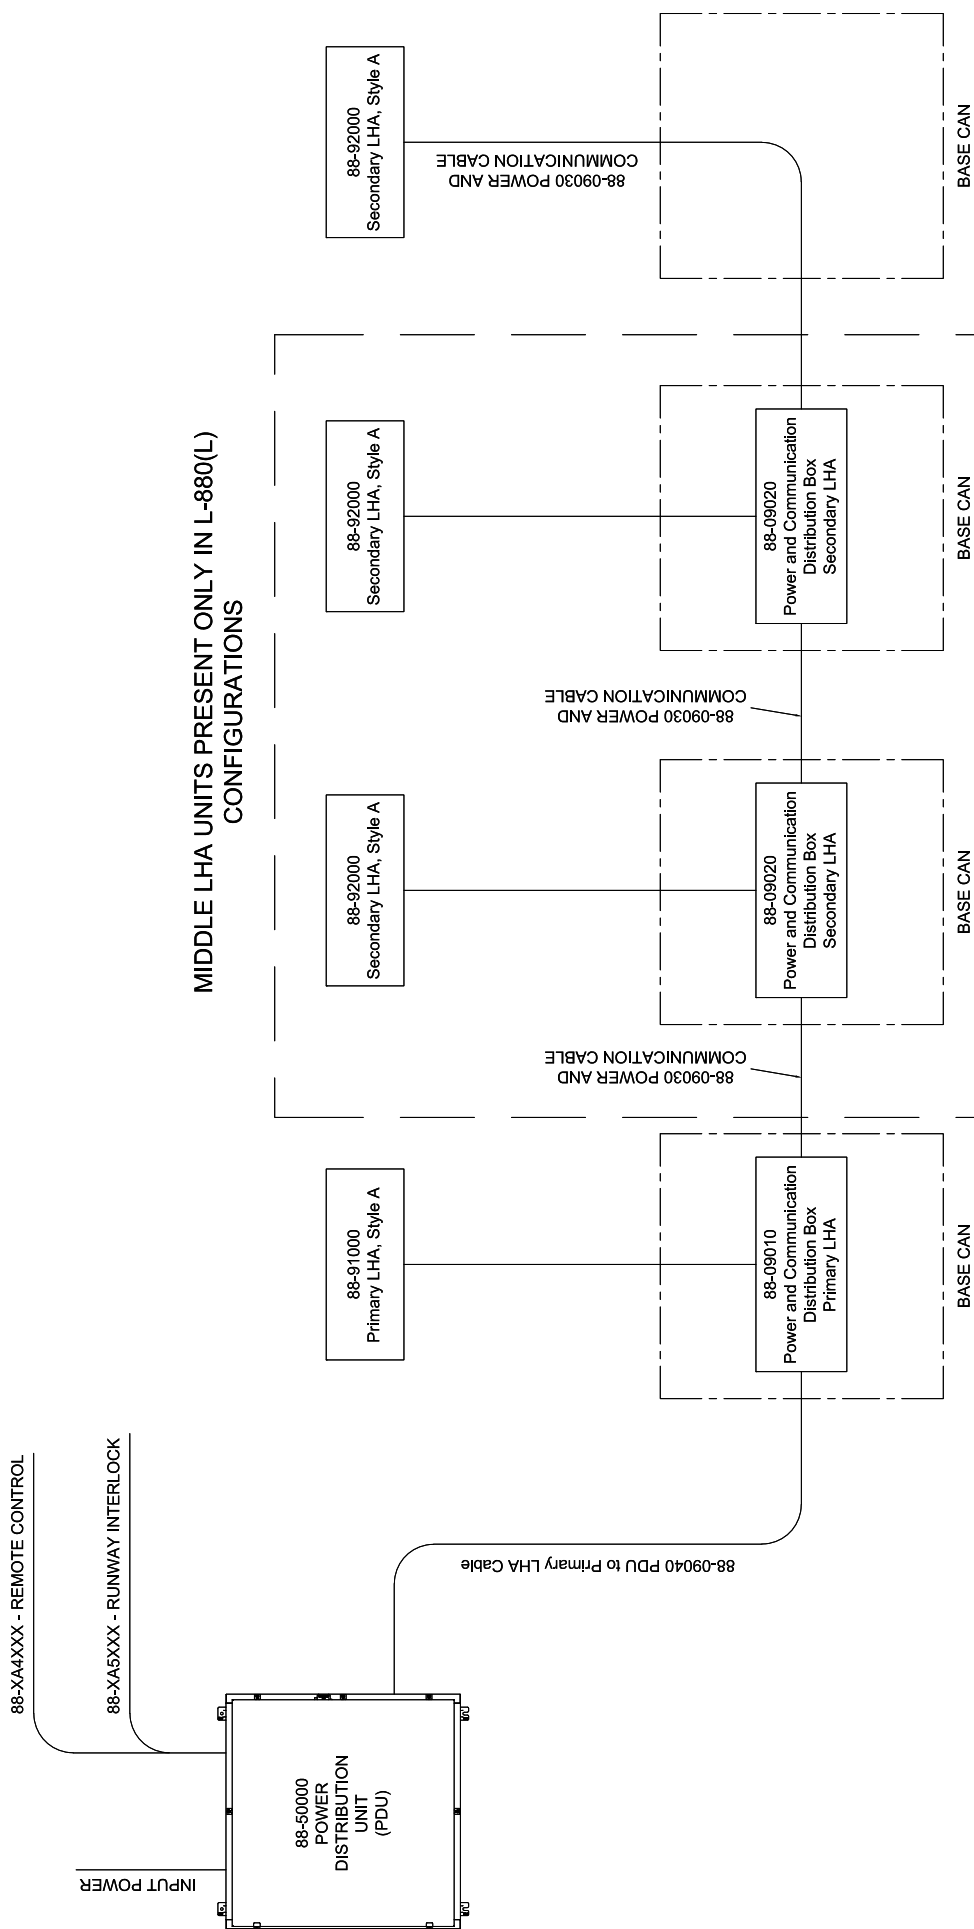 MIDDLE LHA UNITS PRESENT ONLY IN L-880(L)
CONFIGURATIONS
88-XA4XXX - REMOTE CONTROL
88-XA5XXX - RUNWAY INTERLOCK
INPUT POWER
88-50000
POWER
DISTRIBUTION
UNIT
(PDU)
88-09040 PDU to Primary LHA Cable
88-91000
Primary LHA, Style A
88-09010
Power and Communication
Distribution Box
Primary LHA
BASE CAN
88-09030 POWER AND
COMMUNICATION CABLE
88-92000
Secondary LHA, Style A
88-09020
Power and Communication
Distribution Box
Secondary LHA
BASE CAN
88-09030 POWER AND
COMMUNICATION CABLE
88-92000
Secondary LHA, Style A
88-09020
Power and Communication
Distribution Box
Secondary LHA
BASE CAN
88-92000
Secondary LHA, Style A
88-09030 POWER AND
COMMUNICATION CABLE
BASE CAN